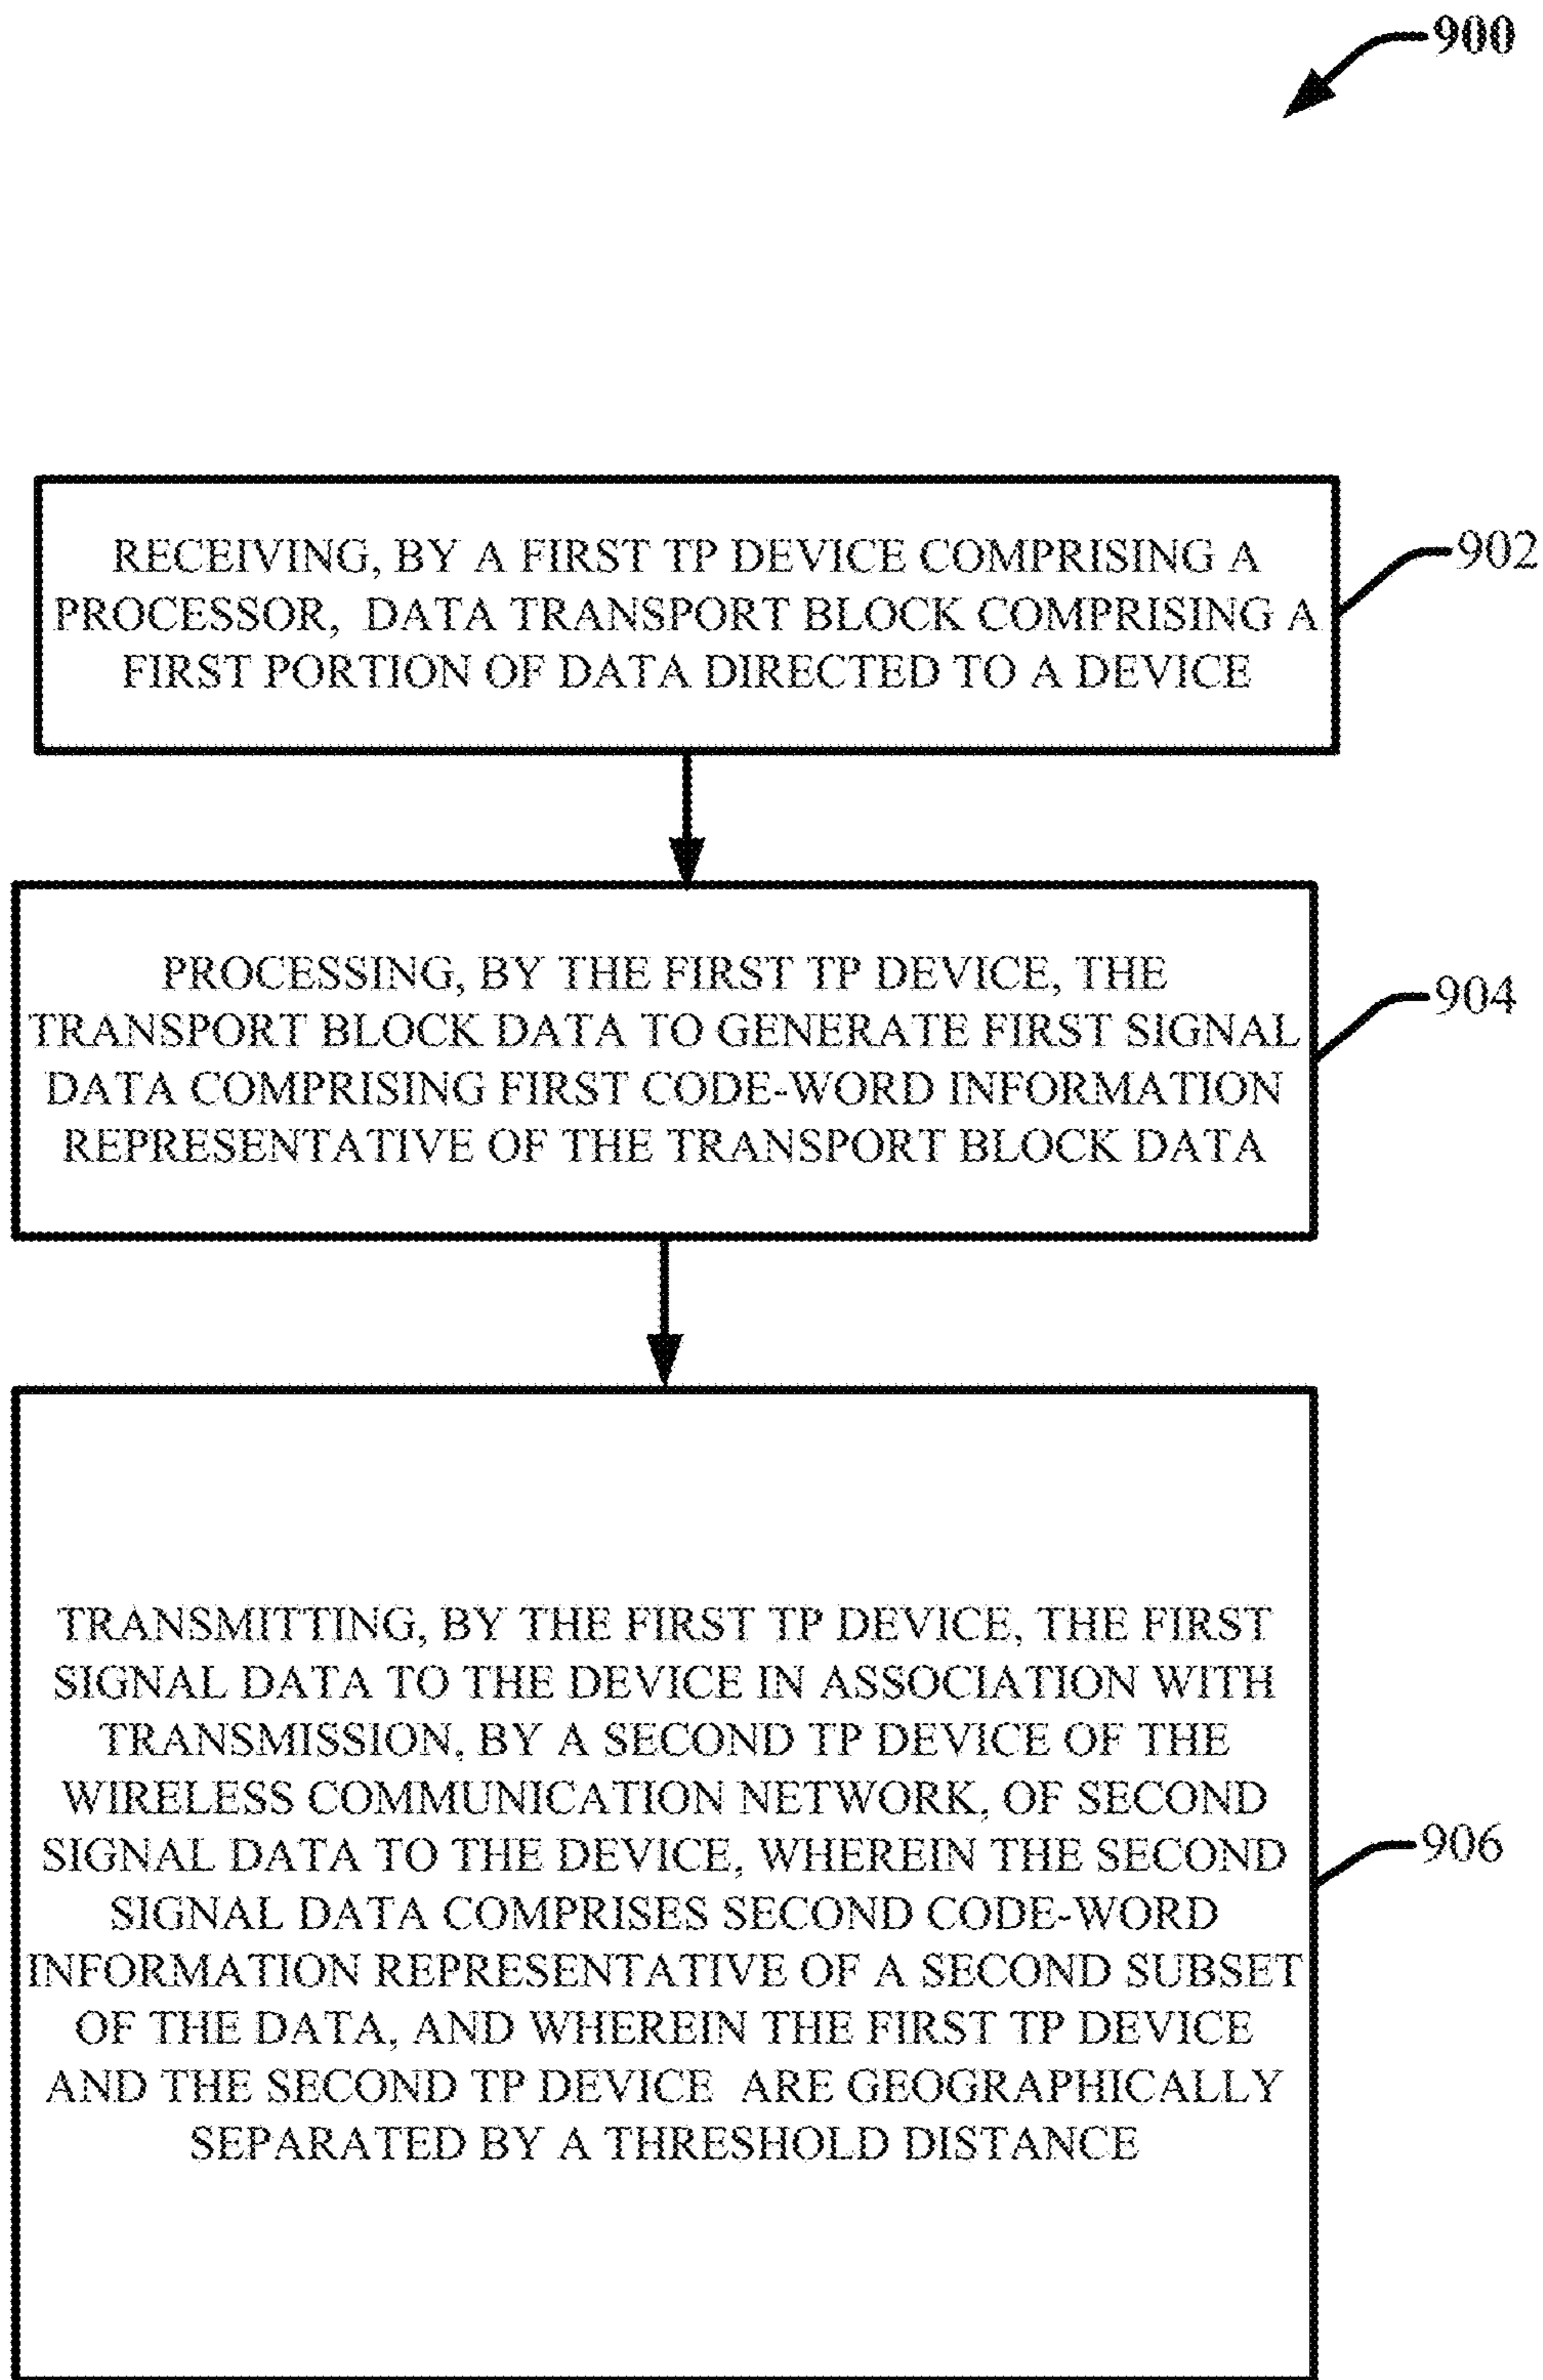 900
RECEIVING, BY A FIRST TP DEVICE COMPRISING A
PROCESSOR, DATA TRANSPORT BLOCK COMPRISING A
FIRST PORTION OF DATA DIRECTED TO A DEVICE
902
PROCESSING, BY THE FIRST TP DEVICE, THE
TRANSPORT BLOCK DATA TO GENERATE FIRST SIGNAL
DATA COMPRISING FIRST CODE-WORD INFORMATION
REPRESENTATIVE OF THE TRANSPORT BLOCK DATA
904
TRANSMITTING, BY THE FIRST TP DEVICE, THE FIRST
SIGNAL DATA TO THE DEVICE IN ASSOCIATION WITH
TRANSMISSION, BY A SECOND TP DEVICE OF THE
WIRELESS COMMUNICATION NETWORK, OF SECOND
SIGNAL DATA TO THE DEVICE, WHEREIN THE SECOND
SIGNAL DATA COMPRISES SECOND CODE-WORD
INFORMATION REPRESENTATIVE OF A SECOND SUBSET
OF THE DATA, AND WHEREIN THE FIRST TP DEVICE
AND THE SECOND TP DEVICE ARE GEOGRAPHICALLY
SEPARATED BY A THRESHOLD DISTANCE
906